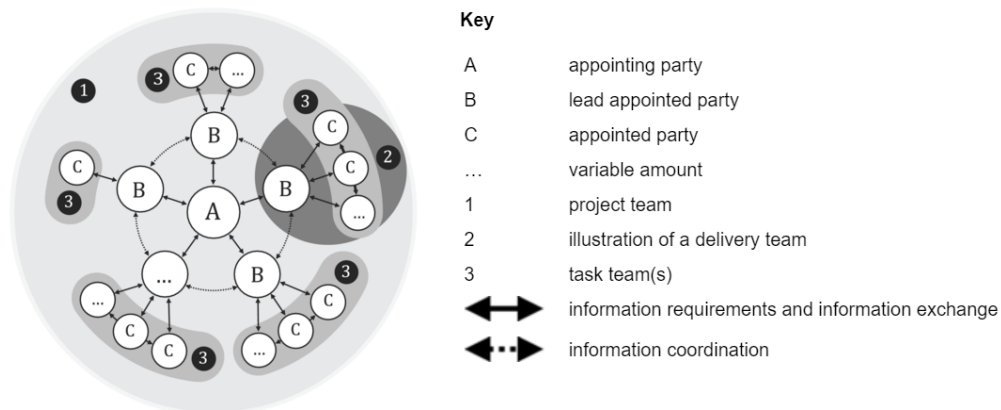 1
3
C
...
B
3
C
C
...
2
B
C
3
B
A
...
...
C
C
3
B
3
C
C
...
Key
A appointing party
B lead appointed party
C appointed party
... variable amount
1 project team
2 illustration of a delivery team
3 task team(s)
information requirements and information exchange
information coordination